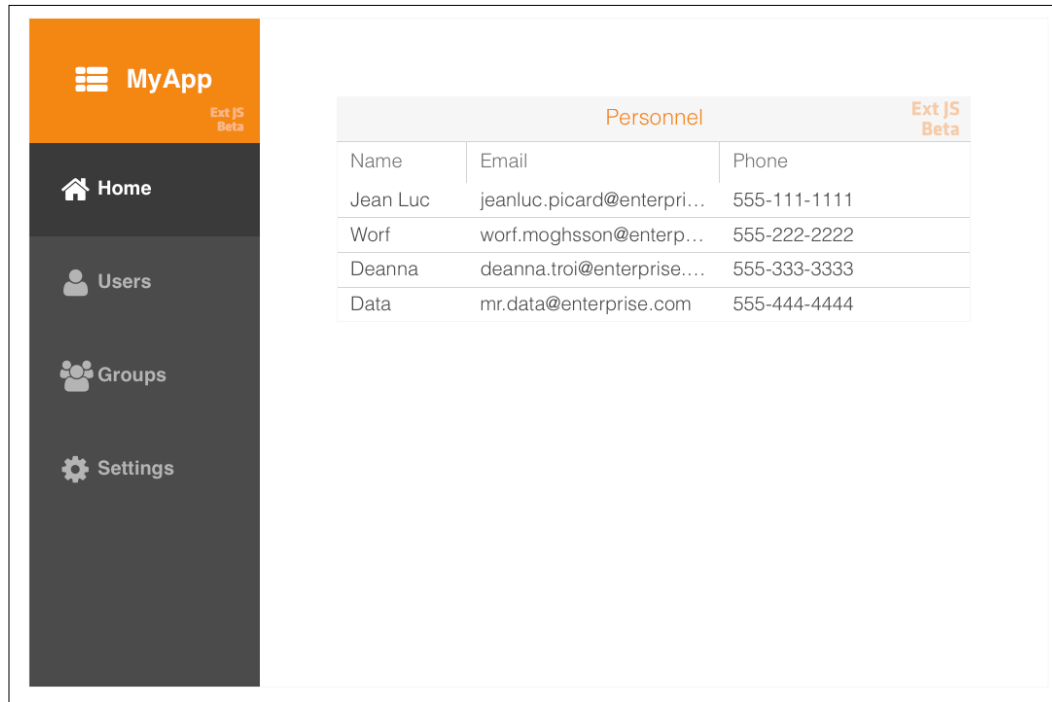 MyApp
Ext JS
Beta
Home
Users
Groups
Settings
Personnel
Ext JS
Beta
Name Email Phone
Jean Luc jeanluc.picard@enterpri... 555-111-1111
Worf worf.moghsson@enterp... 555-222-2222
Deanna deanna.troi@enterprise.... 555-333-3333
Data mr.data@enterprise.com 555-444-4444